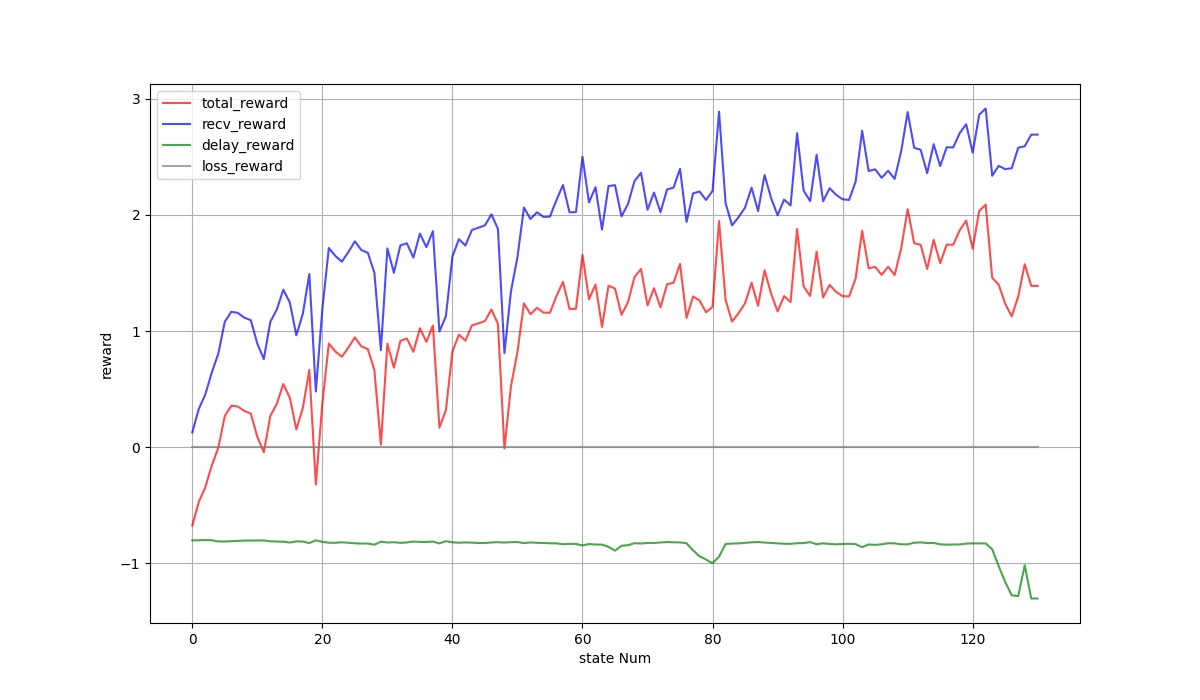 total_reward
recv_reward
delay_reward
loss_reward
3
2
1
0
−1
reward
0 20 40 60 80 100 120
state Num